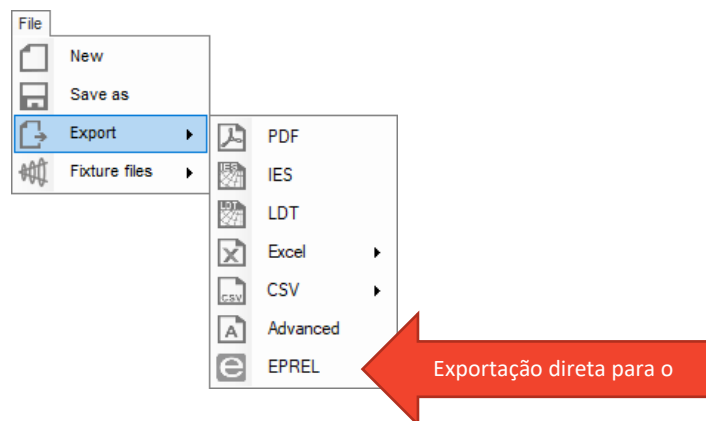 File
New
Save as
Export
Fixture files
PDF
IES
LDT
Excel
CSV
Advanced
EPREL
Exportação direta para o